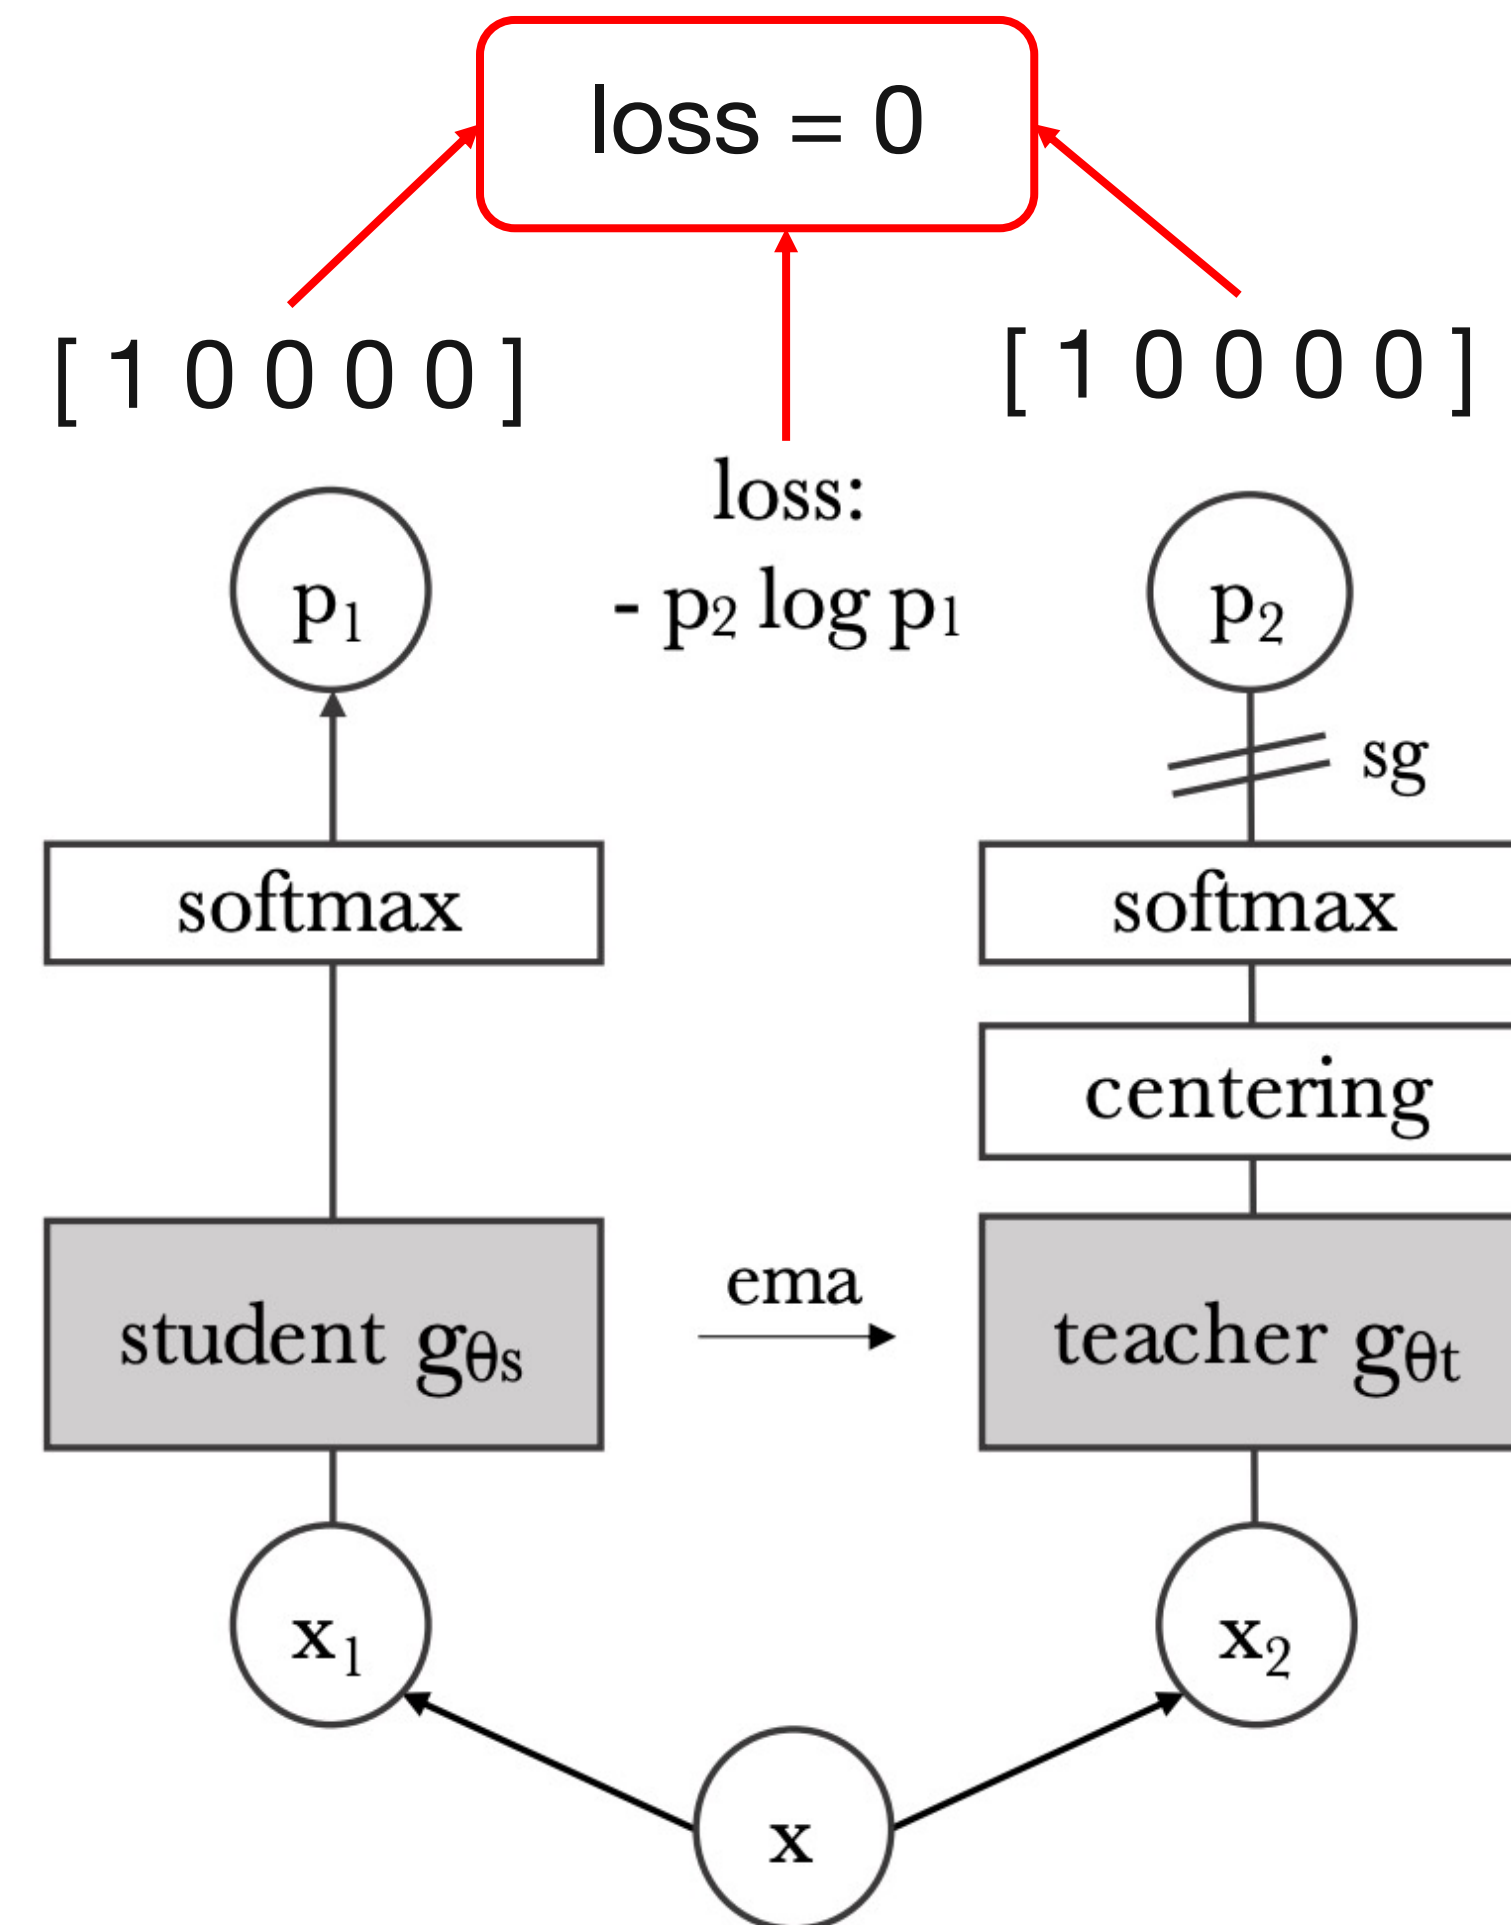 loss = 0
[ 1 0 0 0 0 ]
[ 1 0 0 0 0 ]
loss:
- p₂ log p₁
p₁
p₂
sg
softmax
softmax
centering
student gθs
ema
teacher gθt
x₁
x₂
x